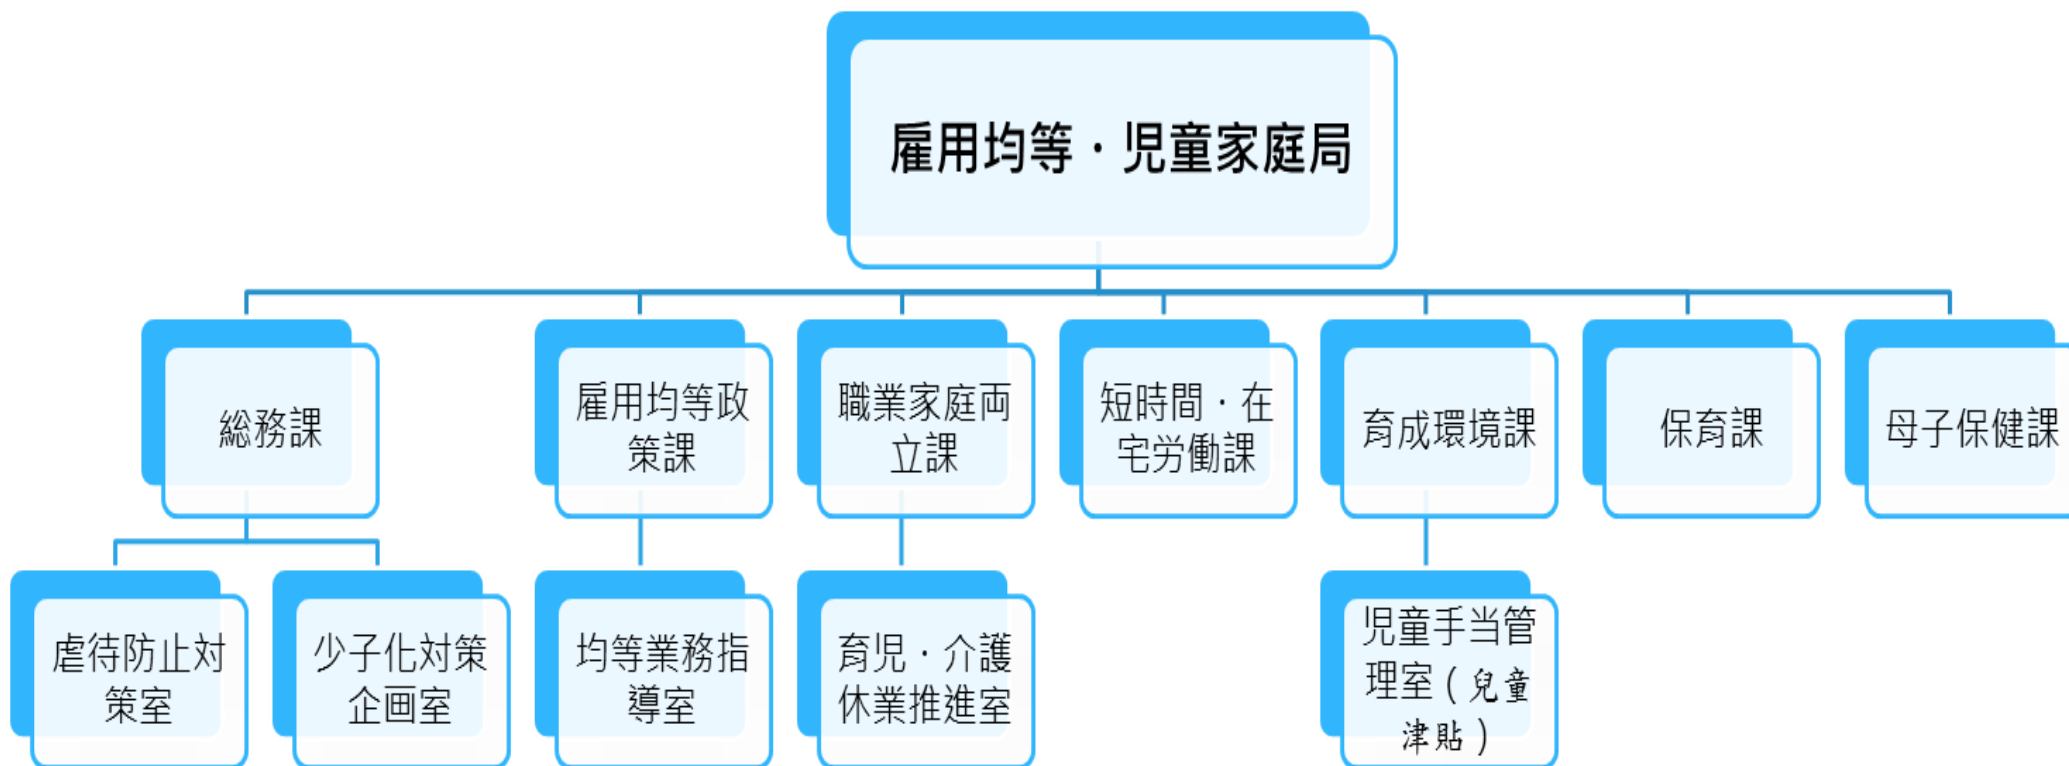 雇用均等・児童家庭局
総務課
雇用均等政
策課
職業家庭両
立課
短時間・在
宅労働課
育成環境課
保育課
母子保健課
虐待防止対
策室
少子化対策
企画室
均等業務指
導室
育児・介護
休業推進室
児童手当管
理室(兒童
津貼)